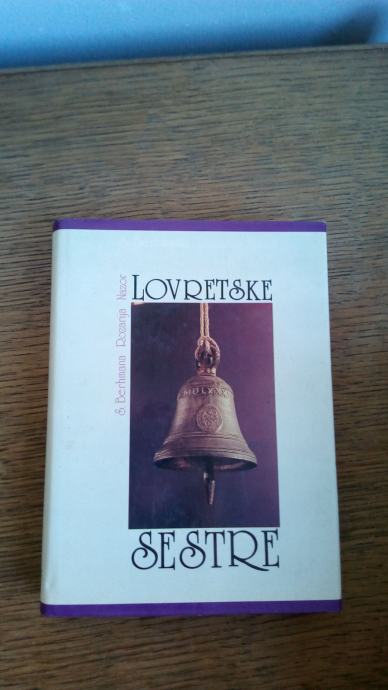 LOVRETSKE
S. Berhmana Rozarija Nazor
SESTRE